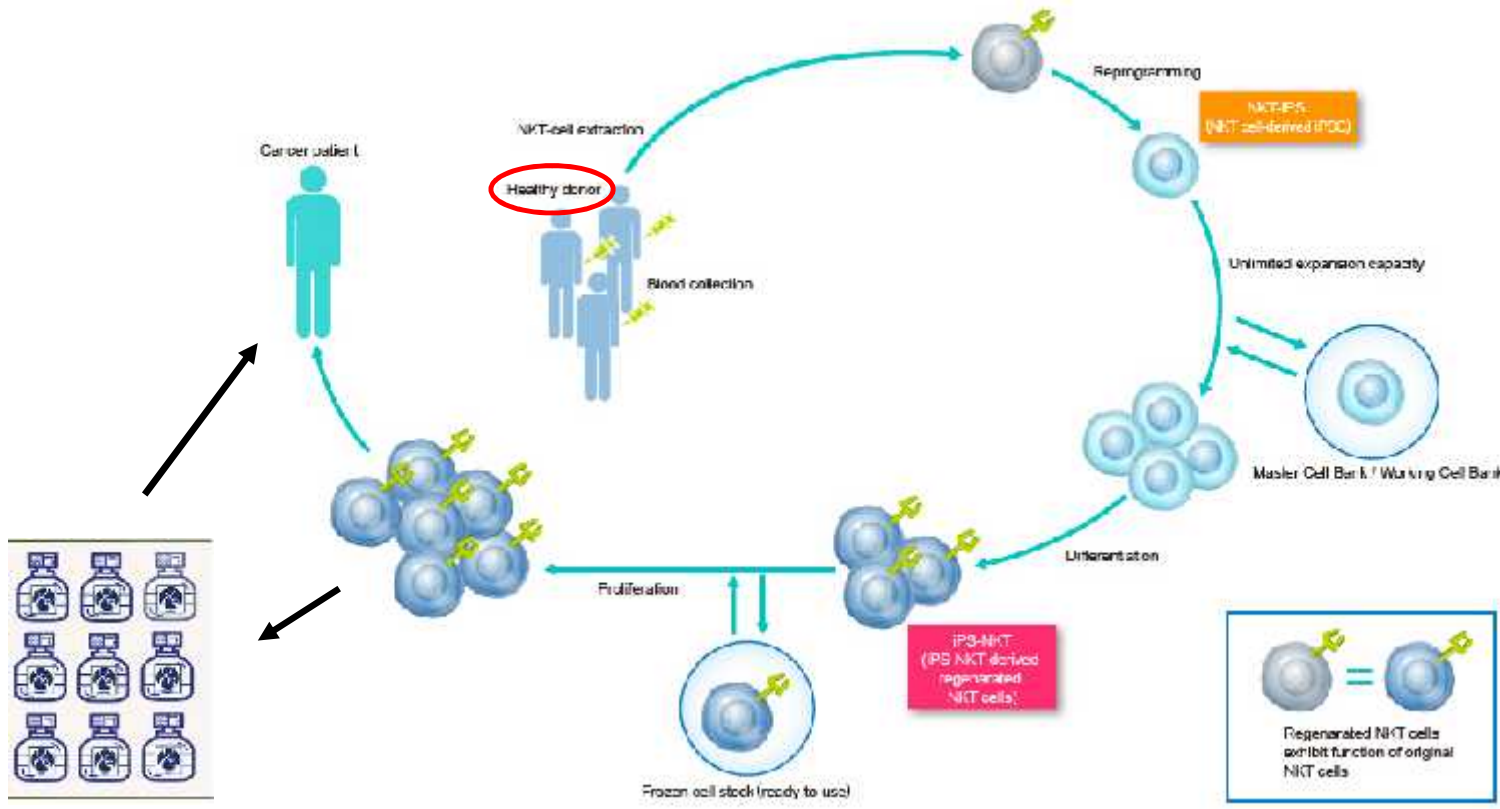 NKT-cell extraction
Reprogramming
NKT-iPS
(NKT cell-derived iPSC)
Cancer patient
Healthy donor
Blood collection
Unlimited expansion capacity
Master Cell Bank / Working Cell Bank
Differentiation
Proliferation
iPS-NKT
(iPS-NKT derived
regenarated
NKT cells)
Frozen cell stock (ready to use)
Regenarated NKT cells
exhibit function of original
NKT cells